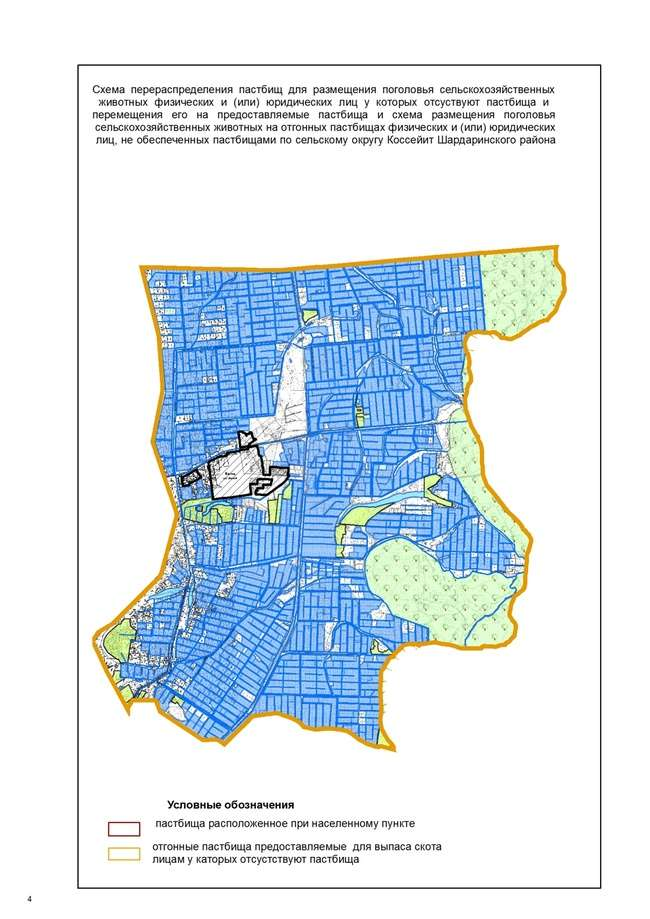 Схема перераспределения пастбищ для размещения поголовья сельскохозяйственных
животных физических и (или) юридических лиц у которых отсуствуют пастбища и
перемещения его на предоставляемые пастбища и схема размещения поголовья
сельскохозяйственных животных на отгонных пастбищах физических и (или) юридических
лиц, не обеспеченных пастбищами по сельскому округу Коссейит Шардаринского района
Условные обозначения
пастбища расположенное при населенному пункте
отгонные пастбища предоставляемые для выпаса скота
лицам у каторых отсустствуют пастбища
4